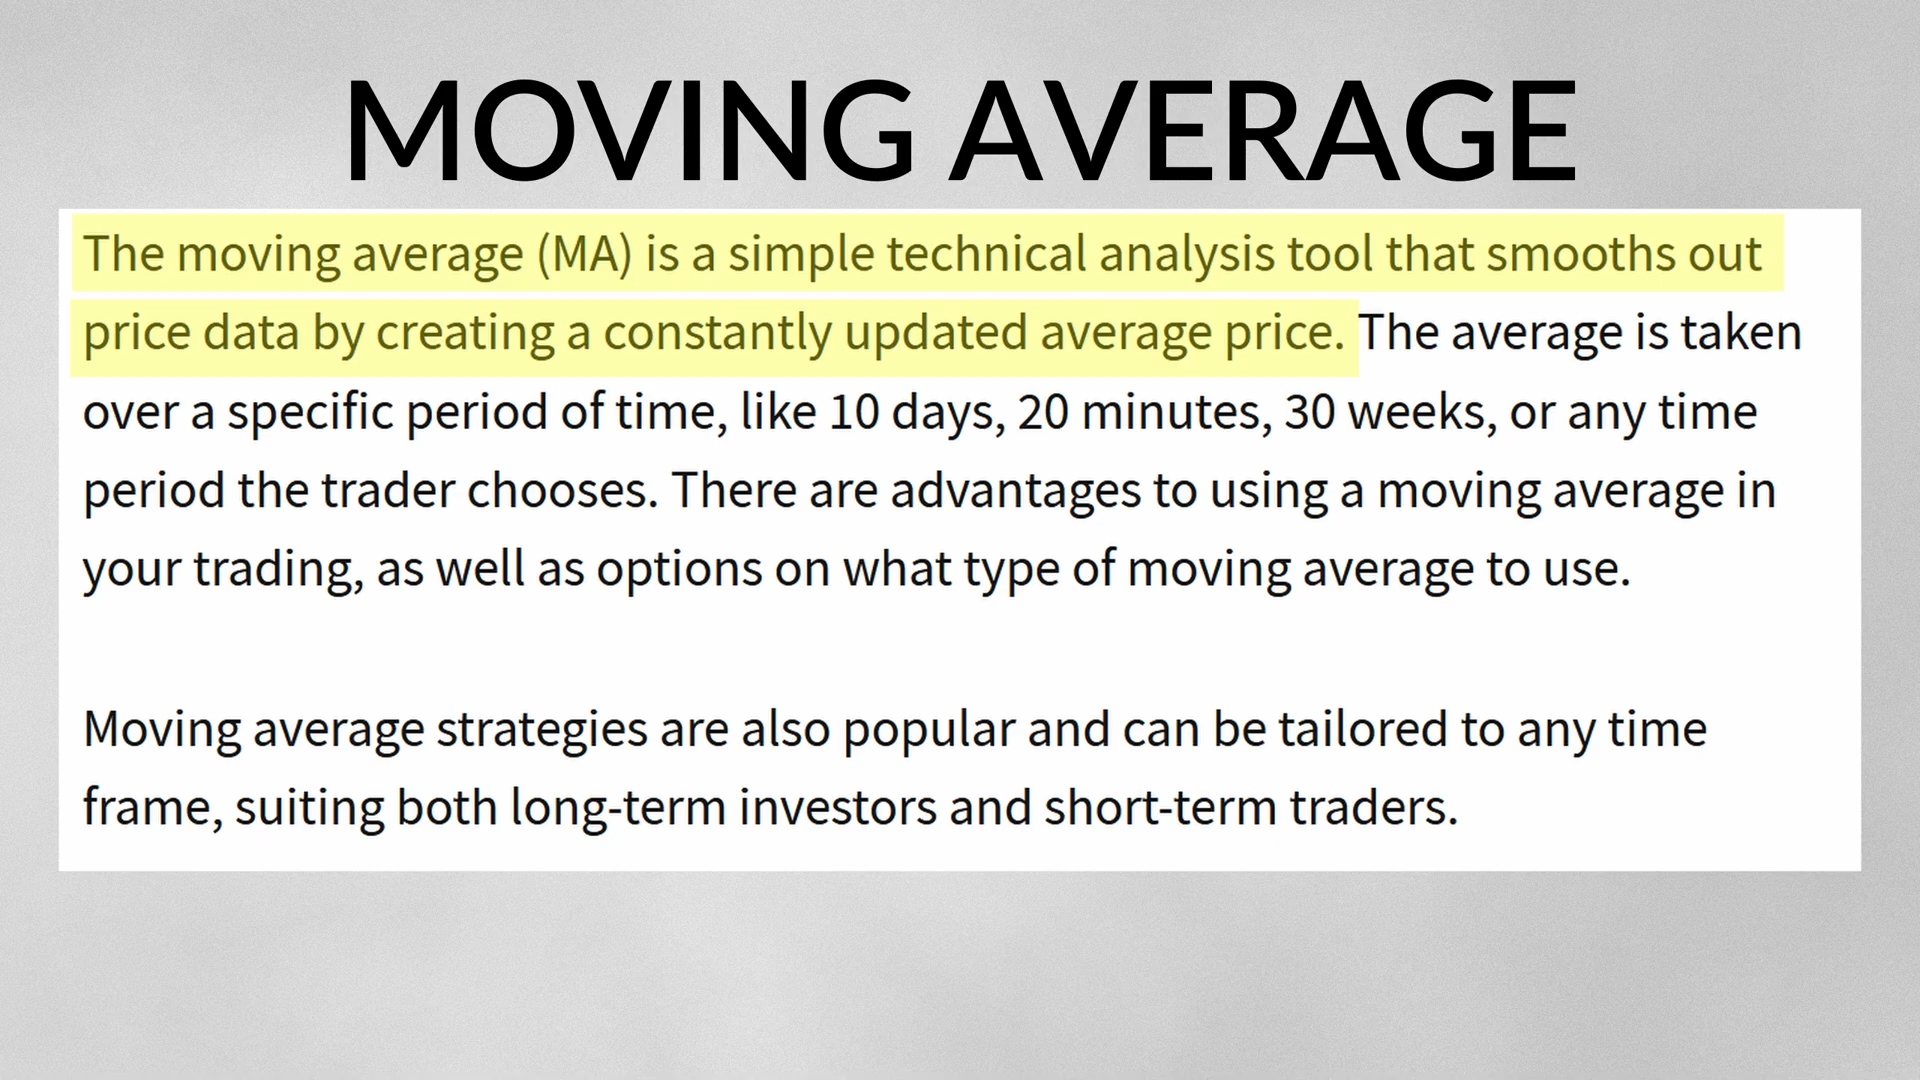 MOVING AVERAGE
The moving average (MA) is a simple technical analysis tool that smooths out
price data by creating a constantly updated average price. The average is taken
over a specific period of time, like 10 days, 20 minutes, 30 weeks, or any time
period the trader chooses. There are advantages to using a moving average in
your trading, as well as options on what type of moving average to use.
Moving average strategies are also popular and can be tailored to any time
frame, suiting both long-term investors and short-term traders.